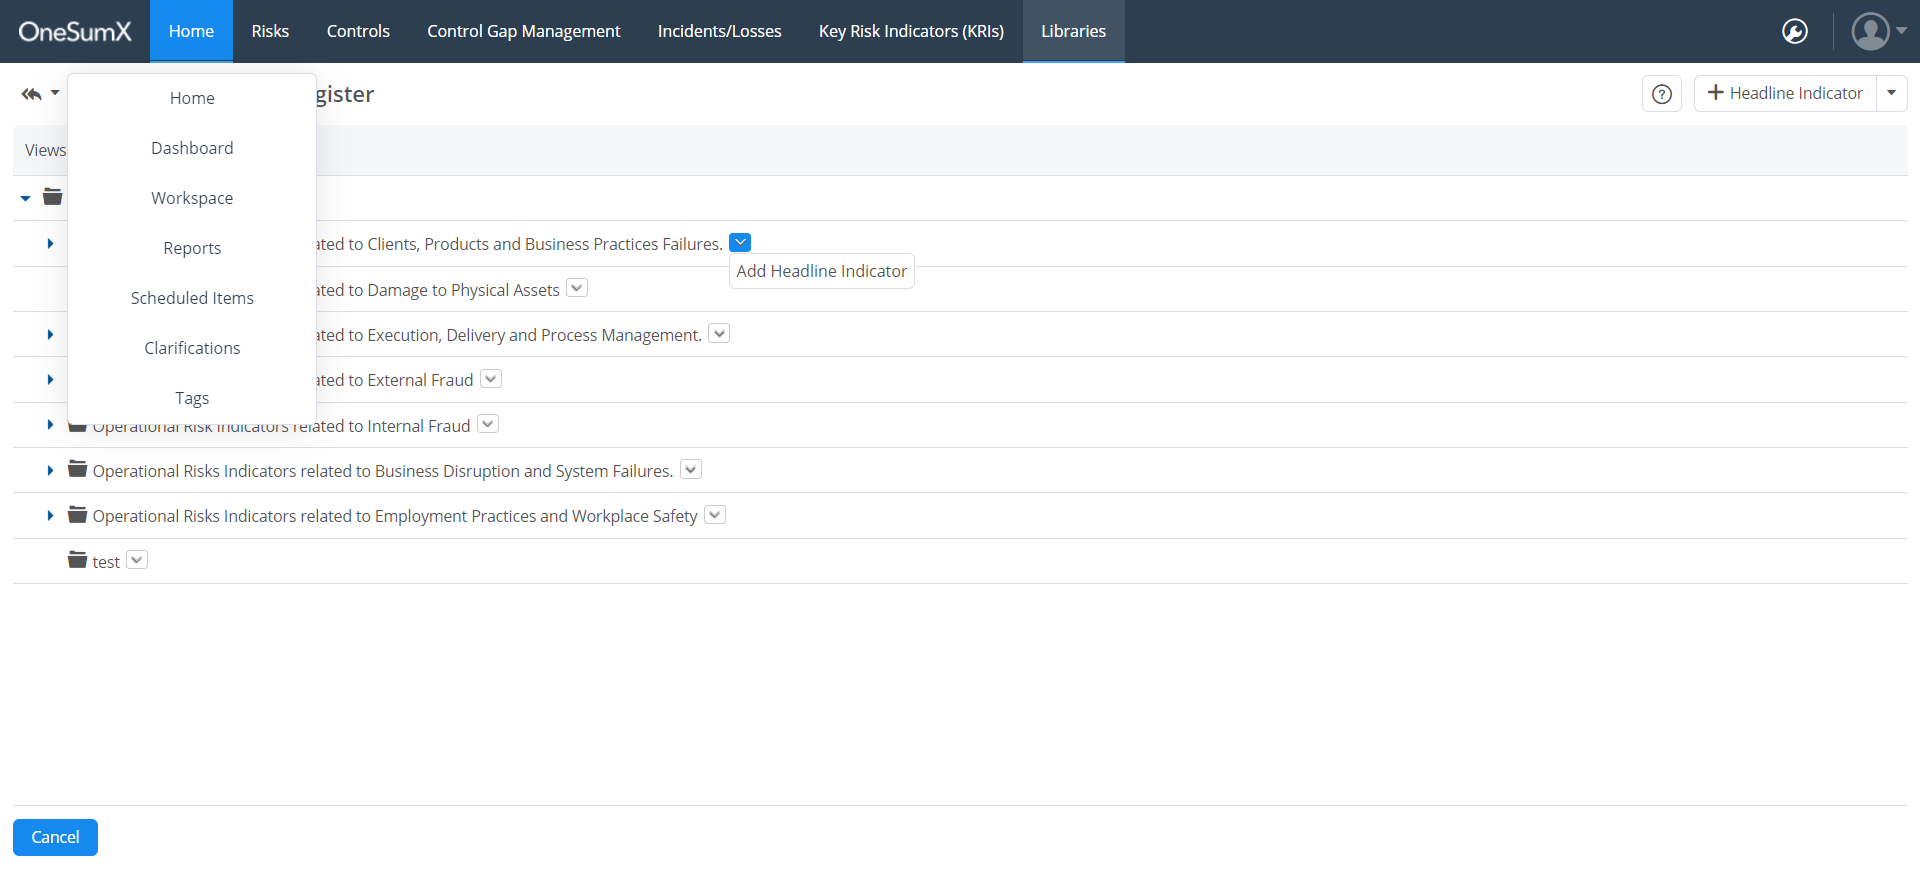 OneSumX Home Risks Controls Control Gap Management Incidents/Losses Key Risk Indicators (KRIs) Libraries
Home
Dashboard
Workspace
Reports
Scheduled Items
Clarifications
Tags
gister
Headline Indicator
Views
ated to Clients, Products and Business Practices Failures.
Add Headline Indicator
ated to Damage to Physical Assets
ated to Execution, Delivery and Process Management.
ated to External Fraud
Operational Risk Indicators related to Internal Fraud
Operational Risks Indicators related to Business Disruption and System Failures.
Operational Risks Indicators related to Employment Practices and Workplace Safety
test
Cancel